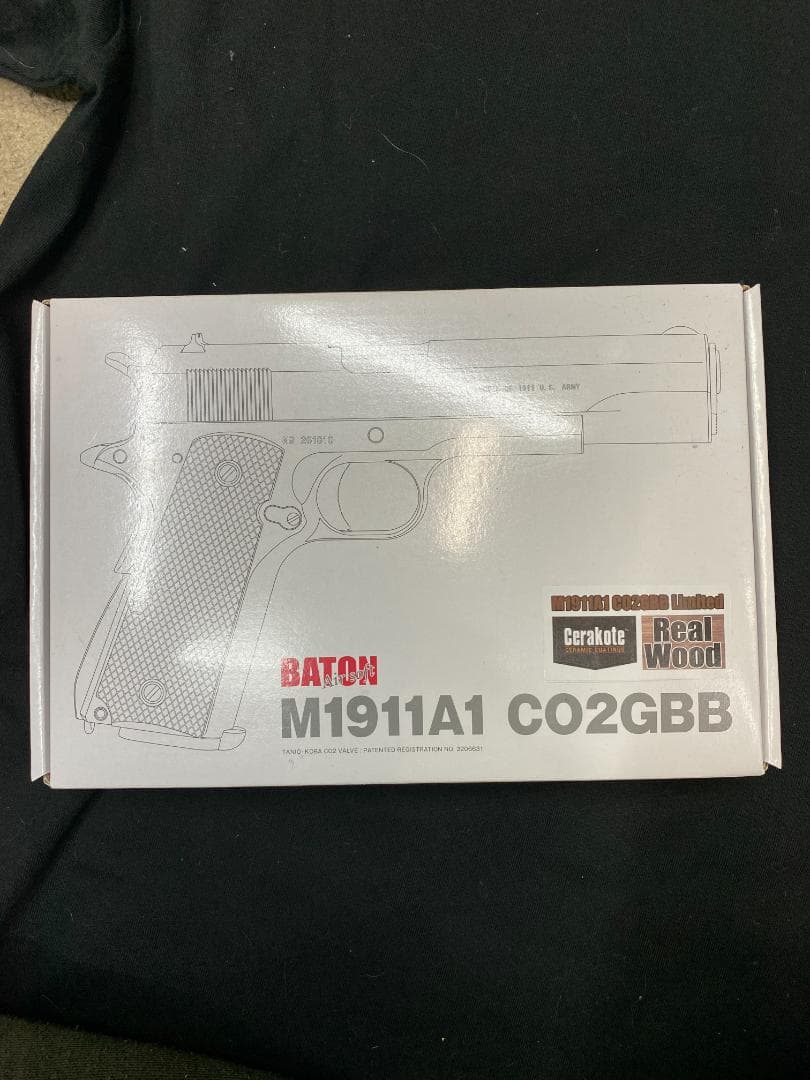 1911 U.S. ARMY
M1911A1 CO2GBB Limited
Cerakote
CERAMIC COATINGS
Real
Wood
BATON
Airsoft
M1911A1 CO2GBB
TANIO-KOBA CO2 VALVE : PATENTED REGISTRATION NO. 3206631